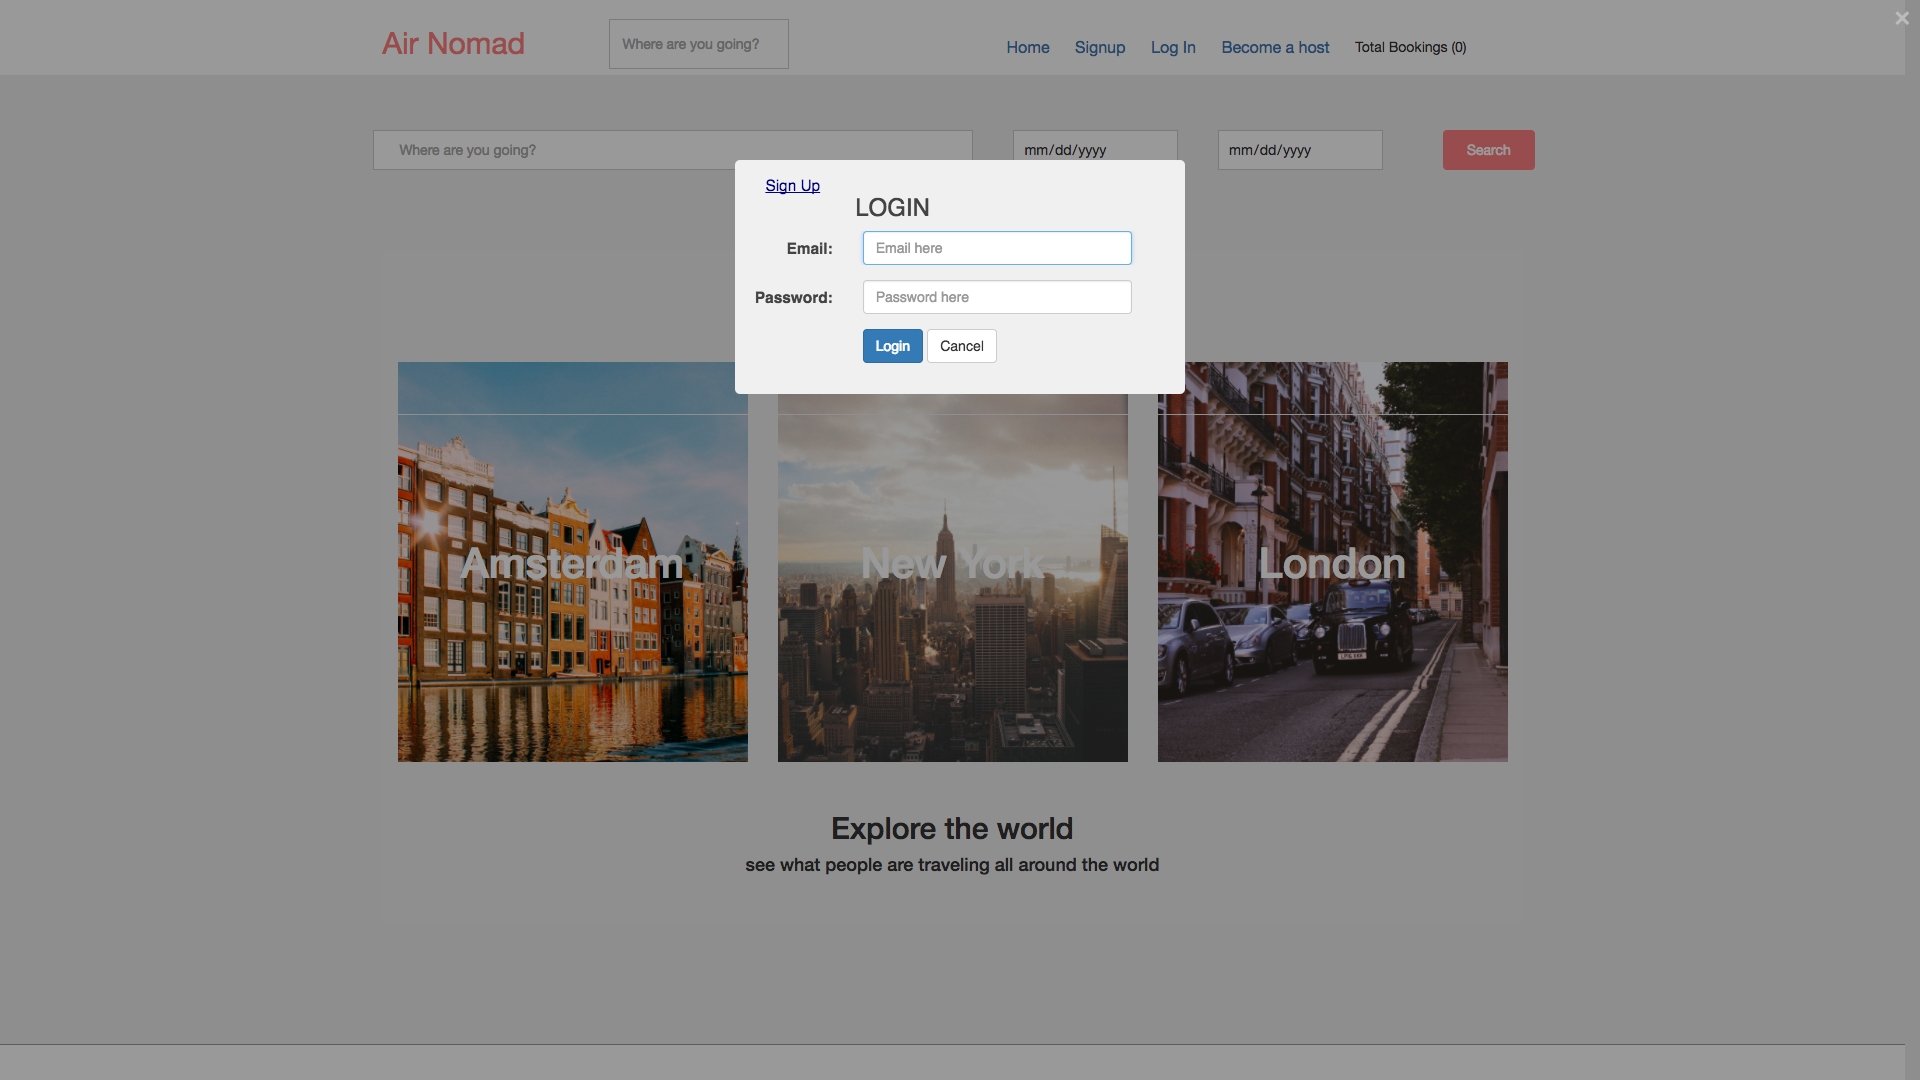 Air Nomad
Where are you going?
Home
Signup
Log In
Become a host
Total Bookings (0)
Where are you going?
mm/dd/yyyy
mm/dd/yyyy
Search
Sign Up
LOGIN
Email:
Email here
Password:
Password here
Login
Cancel
Amsterdam
New York
London
Explore the world
see what people are traveling all around the world